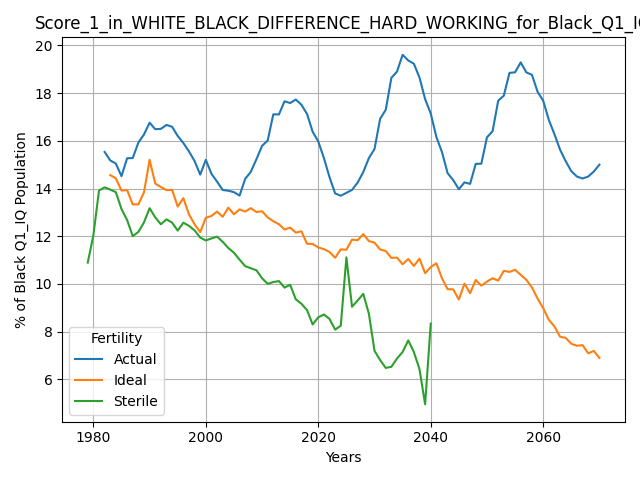 Score_1_in_WHITE_BLACK_DIFFERENCE_HARD_WORKING_for_Black_Q1_IQ
20
18
16
14
12
10
8
6
% of Black Q1_IQ Population
Fertility
Actual
Ideal
Sterile
1980
2000
2020
2040
2060
Years